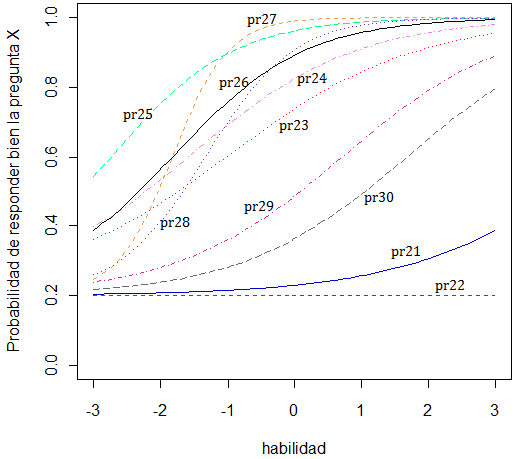 Probabilidad de responder bien la pregunta X
1.0
0.8
0.6
0.4
0.2
0.0
pr27
pr26
pr24
pr25
pr23
pr29
pr30
pr28
pr21
pr22
-3 -2 -1 0 1 2 3
habilidad